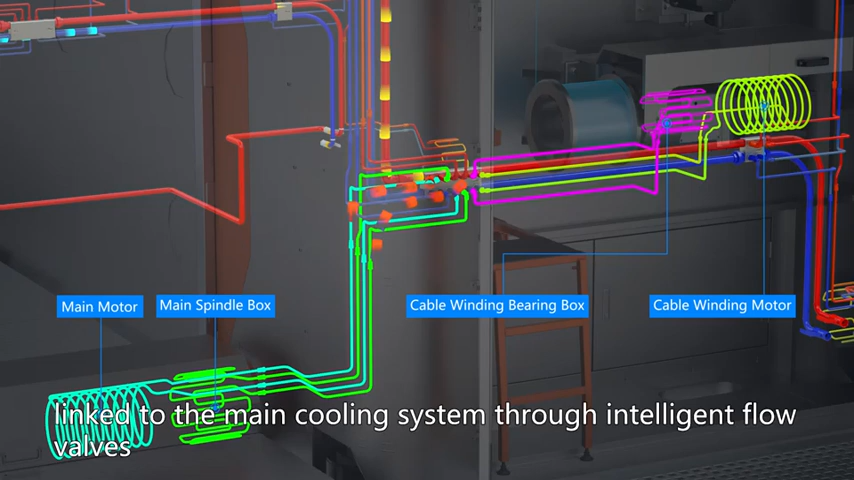 Main Motor
Main Spindle Box
Cable Winding Bearing Box
Cable Winding Motor
linked to the main cooling system through intelligent flow
valves